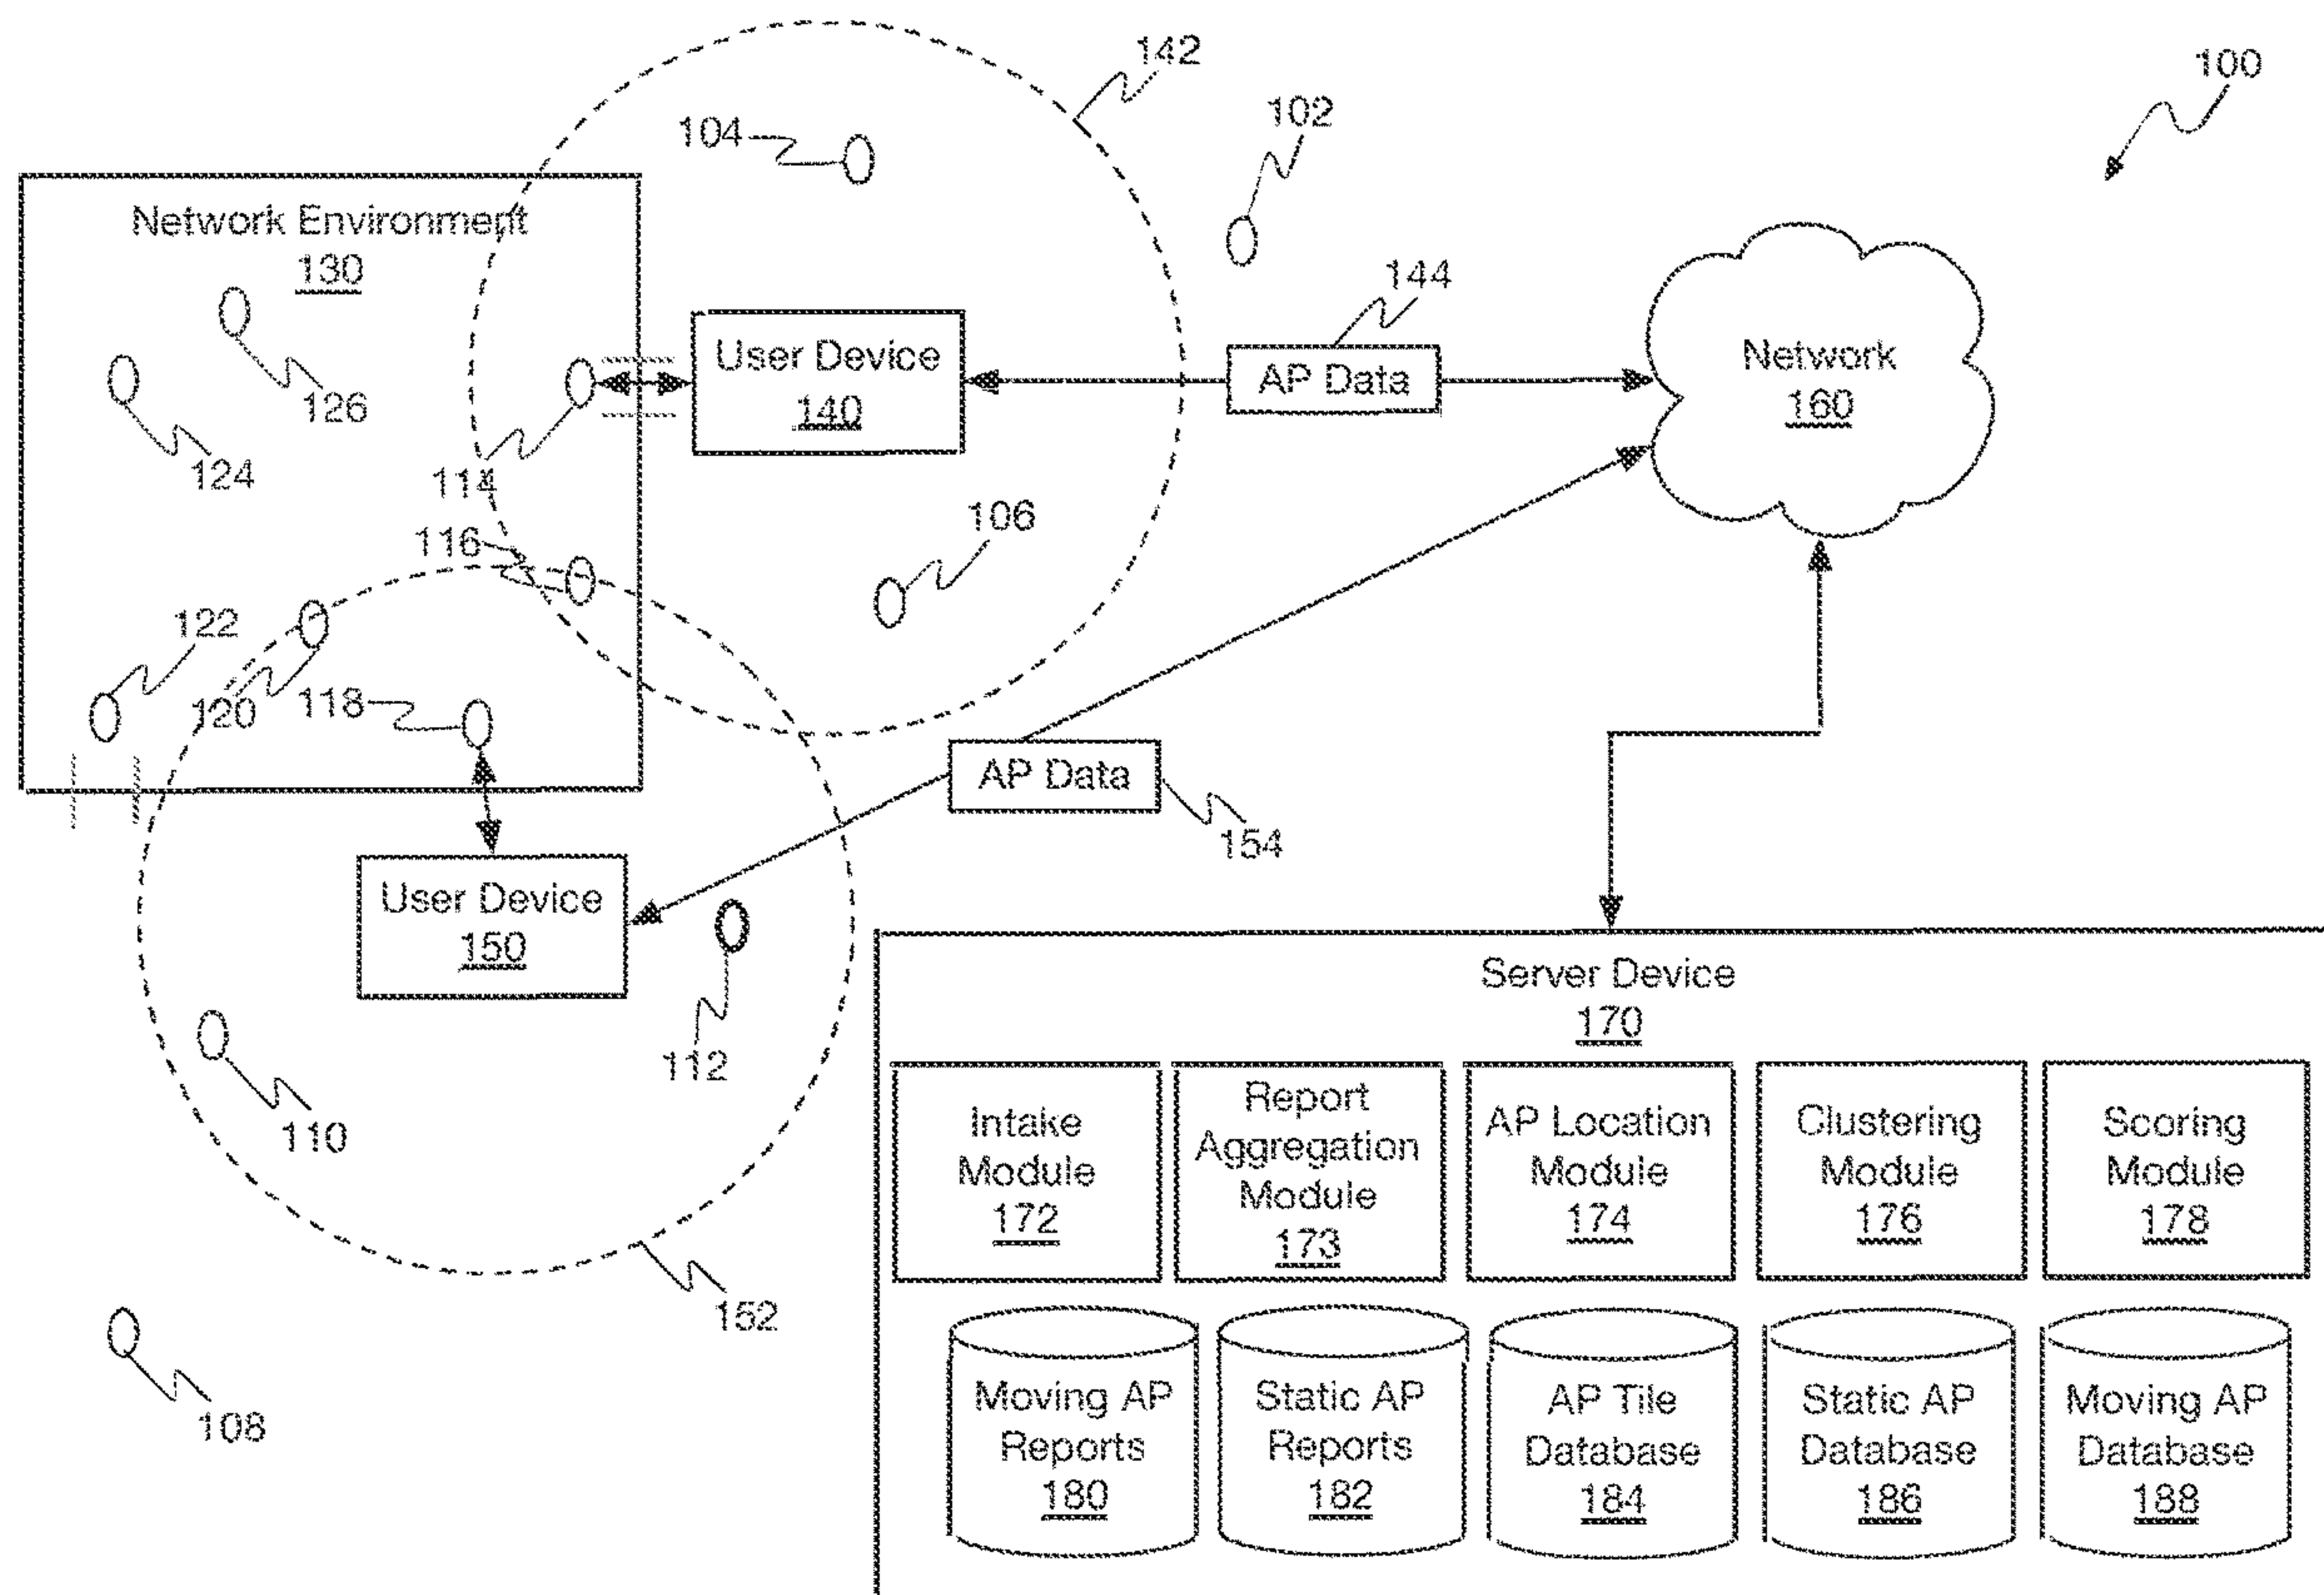 142
100
102
104
Network Environment
130
144
126
124
User Device
140
AP Data
Network
160
114
116
106
122
120
118
AP Data
154
User Device
150
112
110
152
108
Server Device
170
Intake
Module
172
Report
Aggregation
Module
173
AP Location
Module
174
Clustering
Module
176
Scoring
Module
178
Moving AP
Reports
180
Static AP
Reports
182
AP Tile
Database
184
Static AP
Database
186
Moving AP
Database
188